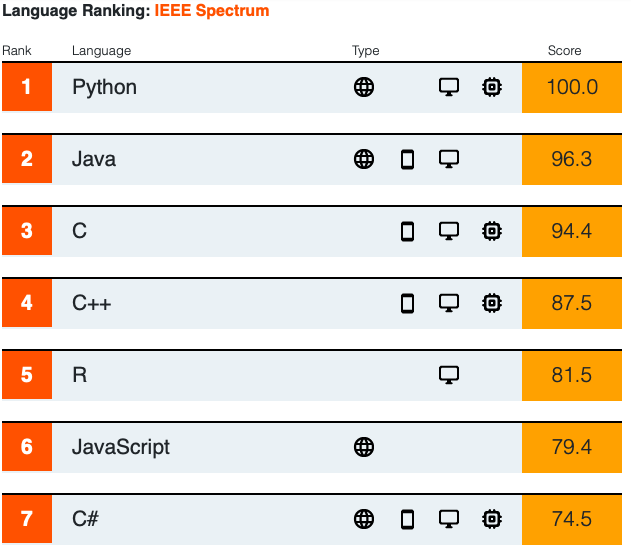 Language Ranking: IEEE Spectrum
Rank Language Type Score
1 Python 100.0
2 Java 96.3
3 C 94.4
4 C++ 87.5
5 R 81.5
6 JavaScript 79.4
7 C# 74.5